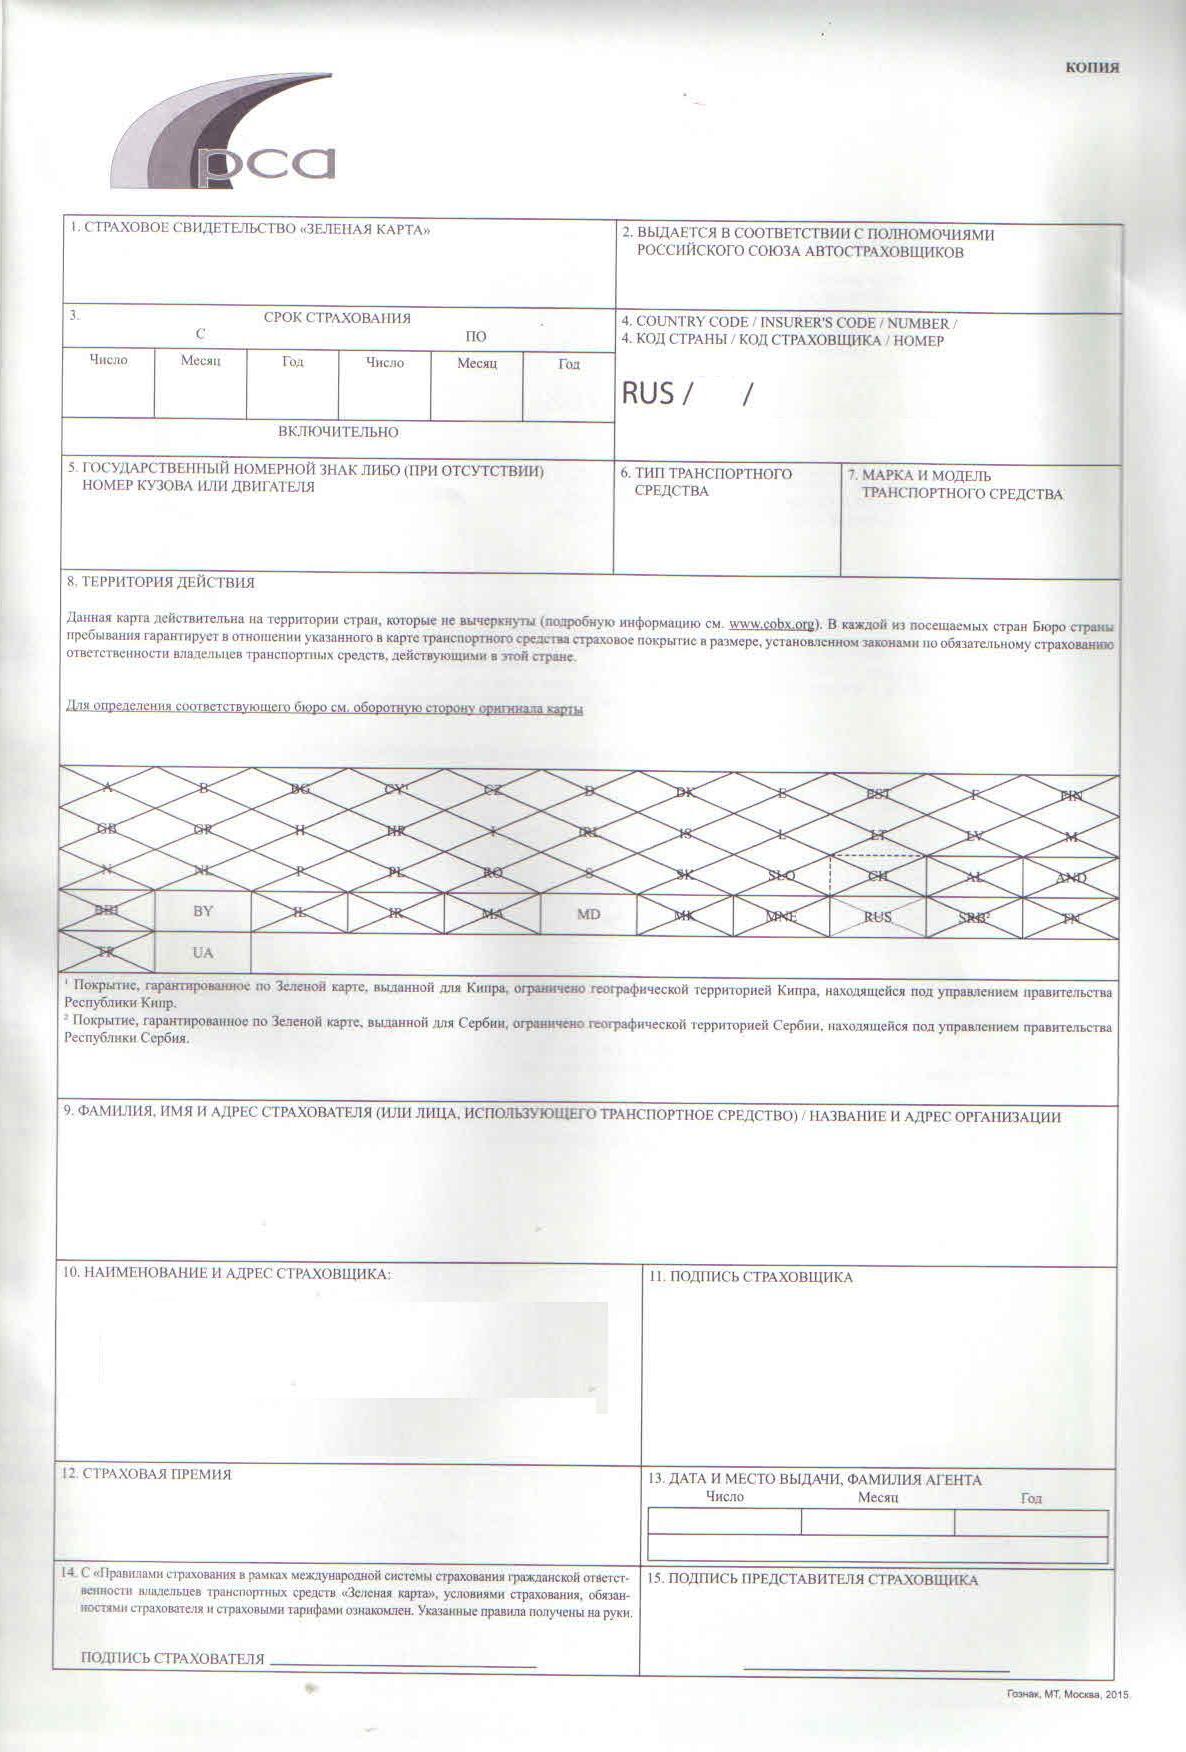 КОПИЯ
рса
1. СТРАХОВОЕ СВИДЕТЕЛЬСТВО «ЗЕЛЕНАЯ КАРТА»
2. ВЫДАЕТСЯ В СООТВЕТСТВИИ С ПОЛНОМОЧИЯМИ
РОССИЙСКОГО СОЮЗА АВТОСТРАХОВЩИКОВ
3. СРОК СТРАХОВАНИЯ
С ПО
Число Месяц Год Число Месяц Год
ВКЛЮЧИТЕЛЬНО
4. COUNTRY CODE / INSURER'S CODE / NUMBER /
4. КОД СТРАНЫ / КОД СТРАХОВЩИКА / НОМЕР
RUS / /
5. ГОСУДАРСТВЕННЫЙ НОМЕРНОЙ ЗНАК ЛИБО (ПРИ ОТСУТСТВИИ)
НОМЕР КУЗОВА ИЛИ ДВИГАТЕЛЯ
6. ТИП ТРАНСПОРТНОГО
СРЕДСТВА
7. МАРКА И МОДЕЛЬ
ТРАНСПОРТНОГО СРЕДСТВА
8. ТЕРРИТОРИЯ ДЕЙСТВИЯ
Данная карта действительна на территории стран, которые не вычеркнуты (подробную информацию см. www.cobx.org). В каждой из посещаемых стран Бюро страны
пребывания гарантирует в отношении указанного в карте транспортного средства страховое покрытие в размере, установленном законами по обязательному страхованию
ответственности владельцев транспортных средств, действующими в этой стране.
Для определения соответствующего бюро см. оборотную сторону оригинала карты
A B BG CY¹ CZ D DK E EST F FIN
GB GR H HR I IRL IS L LT LV M
N NL P PL RO S SK SLO CH AL AND
BIH BY IL IR MA MD MK MNE RUS SRB² TN
TR UA
¹ Покрытие, гарантированное по Зеленой карте, выданной для Кипра, ограничено географической территорией Кипра, находящейся под управлением правительства
Республики Кипр.
² Покрытие, гарантированное по Зеленой карте, выданной для Сербии, ограничено географической территорией Сербии, находящейся под управлением правительства
Республики Сербия.
9. ФАМИЛИЯ, ИМЯ И АДРЕС СТРАХОВАТЕЛЯ (ИЛИ ЛИЦА, ИСПОЛЬЗУЮЩЕГО ТРАНСПОРТНОЕ СРЕДСТВО) / НАЗВАНИЕ И АДРЕС ОРГАНИЗАЦИИ
10. НАИМЕНОВАНИЕ И АДРЕС СТРАХОВЩИКА:
11. ПОДПИСЬ СТРАХОВЩИКА
12. СТРАХОВАЯ ПРЕМИЯ
13. ДАТА И МЕСТО ВЫДАЧИ, ФАМИЛИЯ АГЕНТА
Число Месяц Год
14. С «Правилами страхования в рамках международной системы страхования гражданской ответст-
венности владельцев транспортных средств «Зеленая карта», условиями страхования, обязан-
ностями страхователя и страховыми тарифами ознакомлен. Указанные правила получены на руки.
ПОДПИСЬ СТРАХОВАТЕЛЯ
15. ПОДПИСЬ ПРЕДСТАВИТЕЛЯ СТРАХОВЩИКА
Гознак, МТ, Москва, 2015.